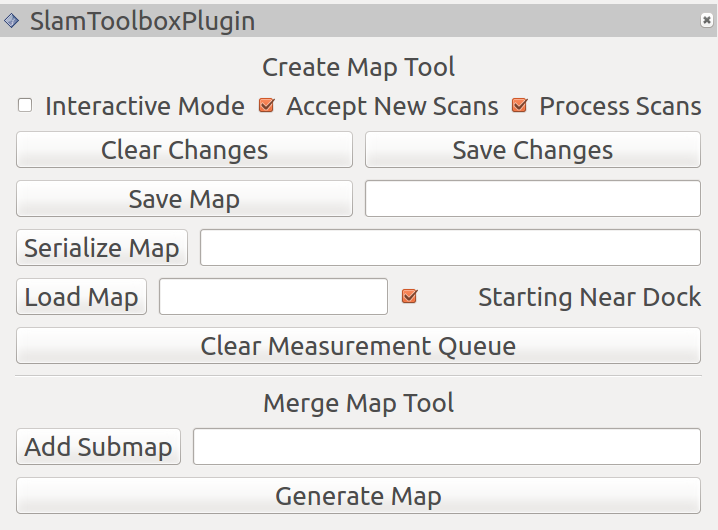 SlamToolboxPlugin
Create Map Tool
Interactive Mode Accept New Scans Process Scans
Clear Changes Save Changes
Save Map
Serialize Map
Load Map Starting Near Dock
Clear Measurement Queue
Merge Map Tool
Add Submap
Generate Map